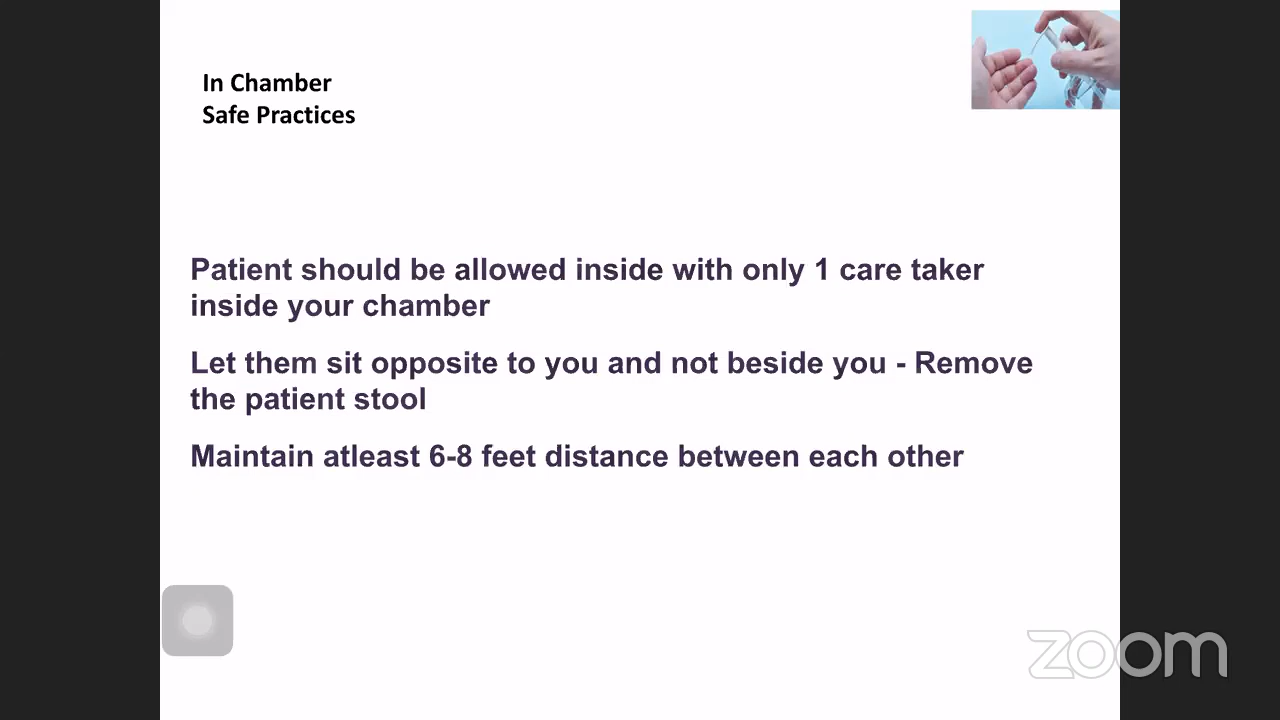 In Chamber
Safe Practices
Patient should be allowed inside with only 1 care taker
inside your chamber
Let them sit opposite to you and not beside you - Remove
the patient stool
Maintain atleast 6-8 feet distance between each other
zoom